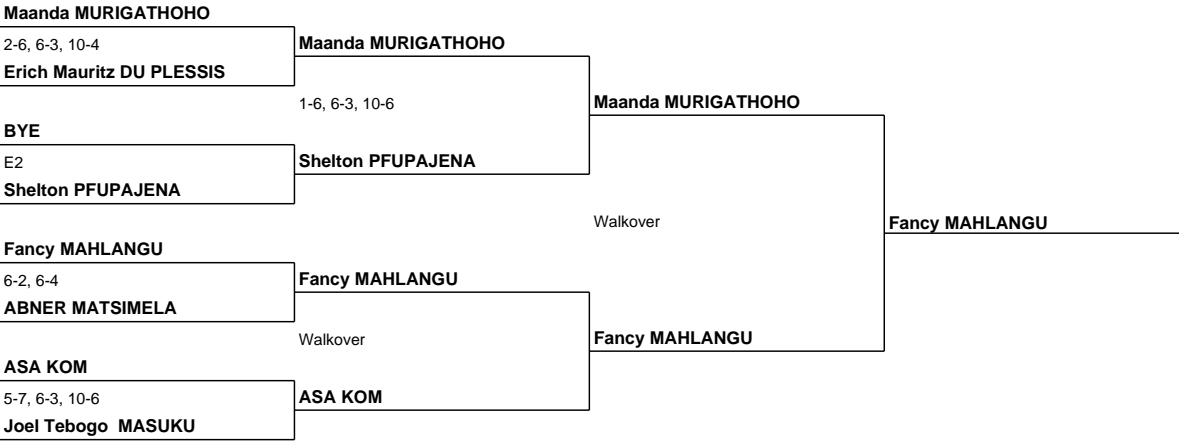 Maanda MURIGATHOHO
2-6, 6-3, 10-4
Maanda MURIGATHOHO
Erich Mauritz DU PLESSIS
1-6, 6-3, 10-6
Maanda MURIGATHOHO
BYE
E2
Shelton PFUPAJENA
Shelton PFUPAJENA
Walkover
Fancy MAHLANGU
Fancy MAHLANGU
6-2, 6-4
Fancy MAHLANGU
ABNER MATSIMELA
Walkover
Fancy MAHLANGU
ASA KOM
5-7, 6-3, 10-6
ASA KOM
Joel Tebogo  MASUKU